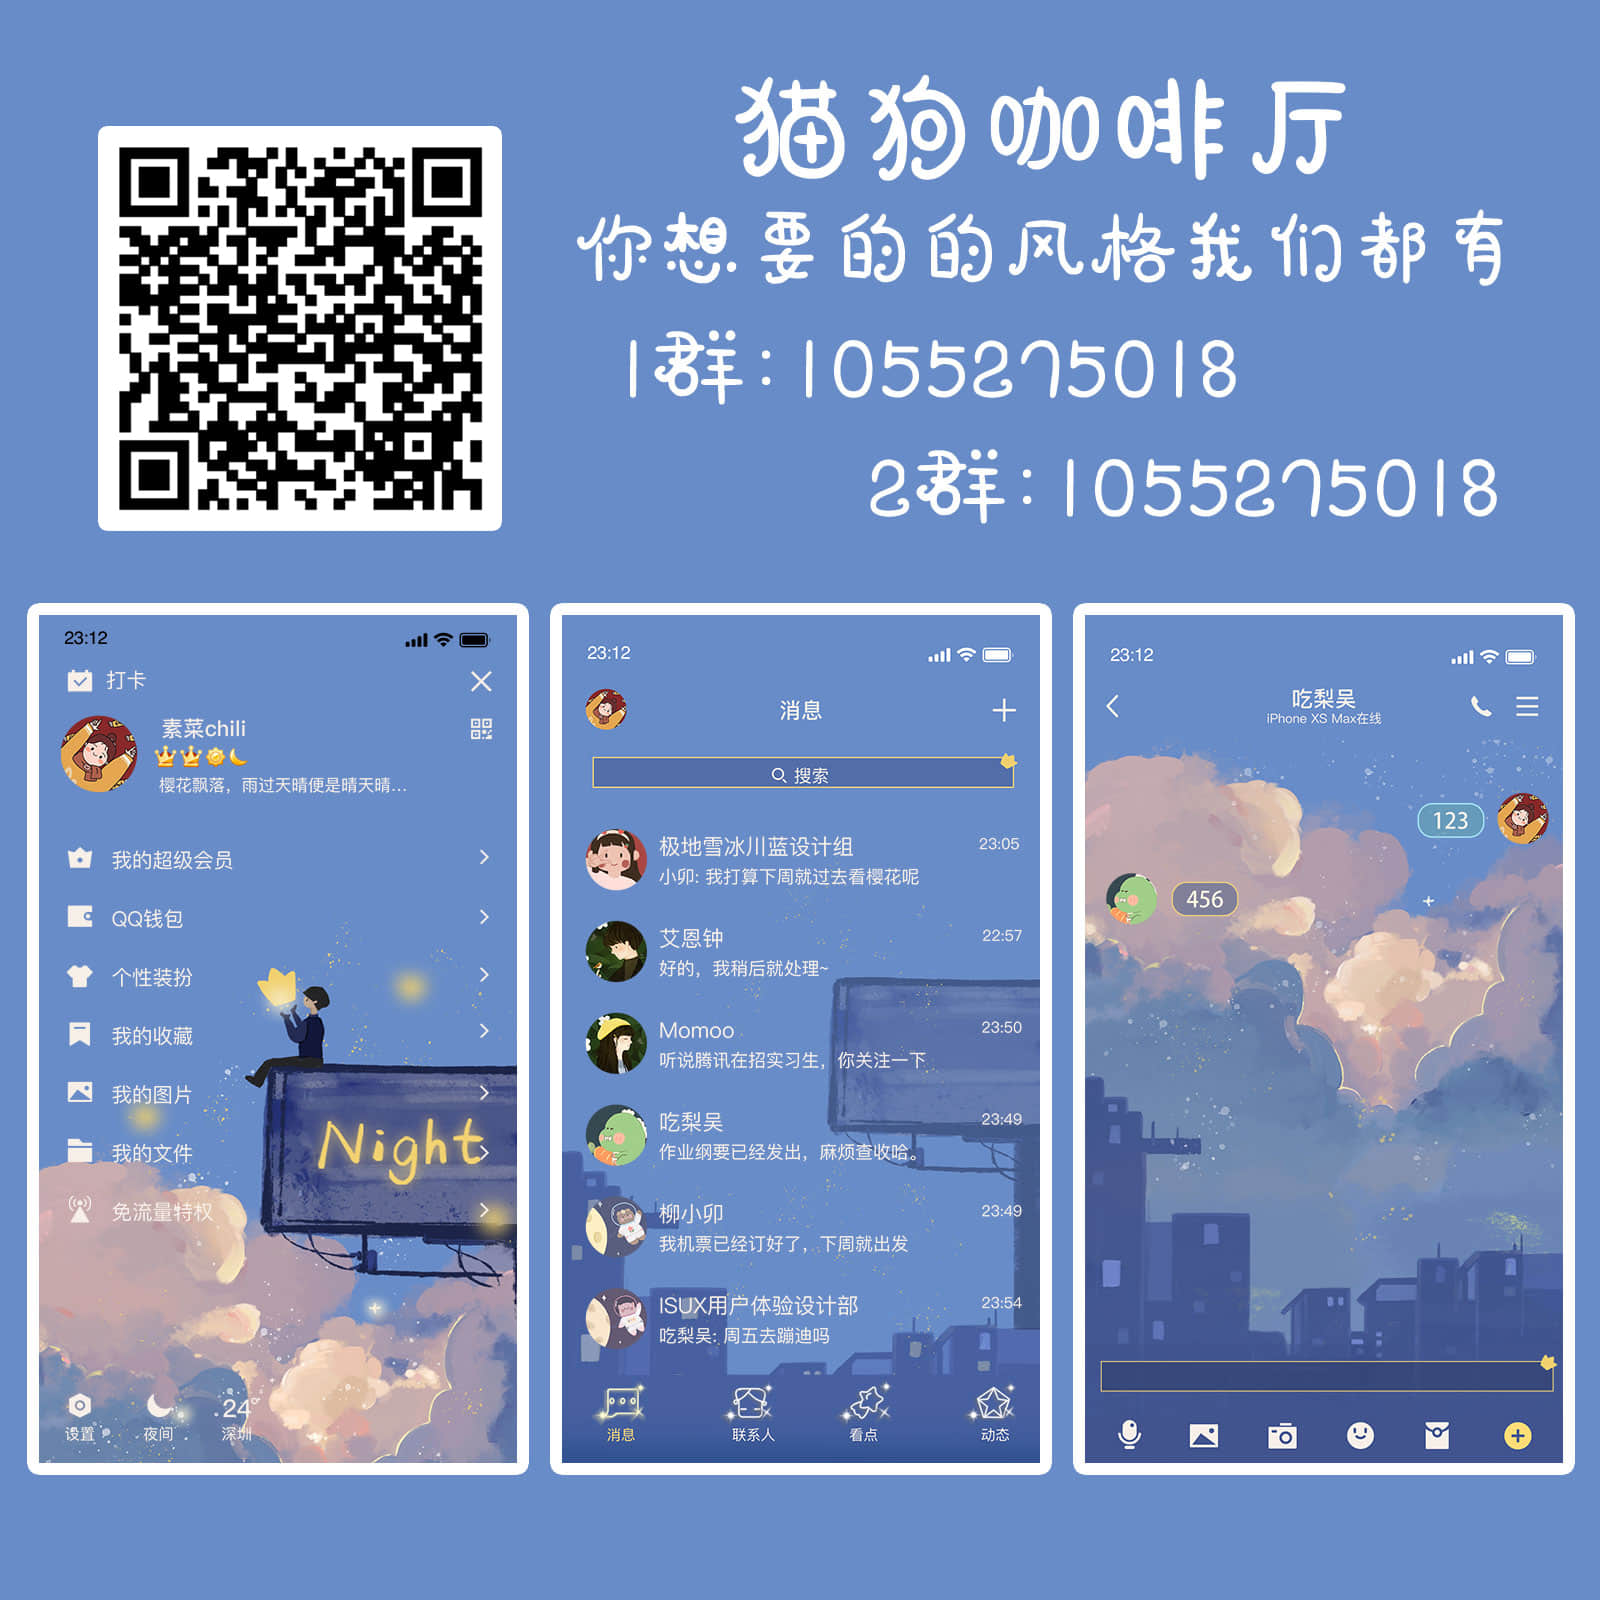 猫狗咖啡厅
你想要的的风格我们都有
1群:1055275018
2群:1055275018
23:12
打卡
素菜chili
樱花飘落，雨过天晴便是晴天晴...
我的超级会员
QQ钱包
个性装扮
我的收藏
我的图片
我的文件
免流量特权
Night
24°
设置
夜间
深圳
23:12
消息
搜索
极地雪冰川蓝设计组
23:05
小卯: 我打算下周就过去看樱花呢
艾恩钟
22:57
好的，我稍后就处理~
Momoo
23:50
听说腾讯在招实习生，你关注一下
吃梨吴
23:49
作业纲要已经发出，麻烦查收哈。
柳小卯
23:49
我机票已经订好了，下周就出发
ISUX用户体验设计部
23:54
吃梨吴: 周五去蹦迪吗
消息
联系人
看点
动态
23:12
吃梨吴
iPhone XS Max在线
123
456